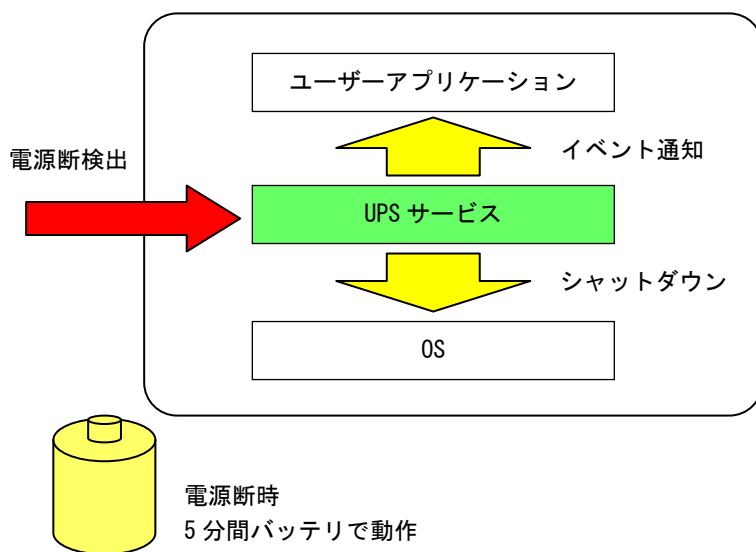 ユーザーアプリケーション
イベント通知
電源断検出
UPS サービス
シャットダウン
OS
電源断時
5 分間バッテリで動作